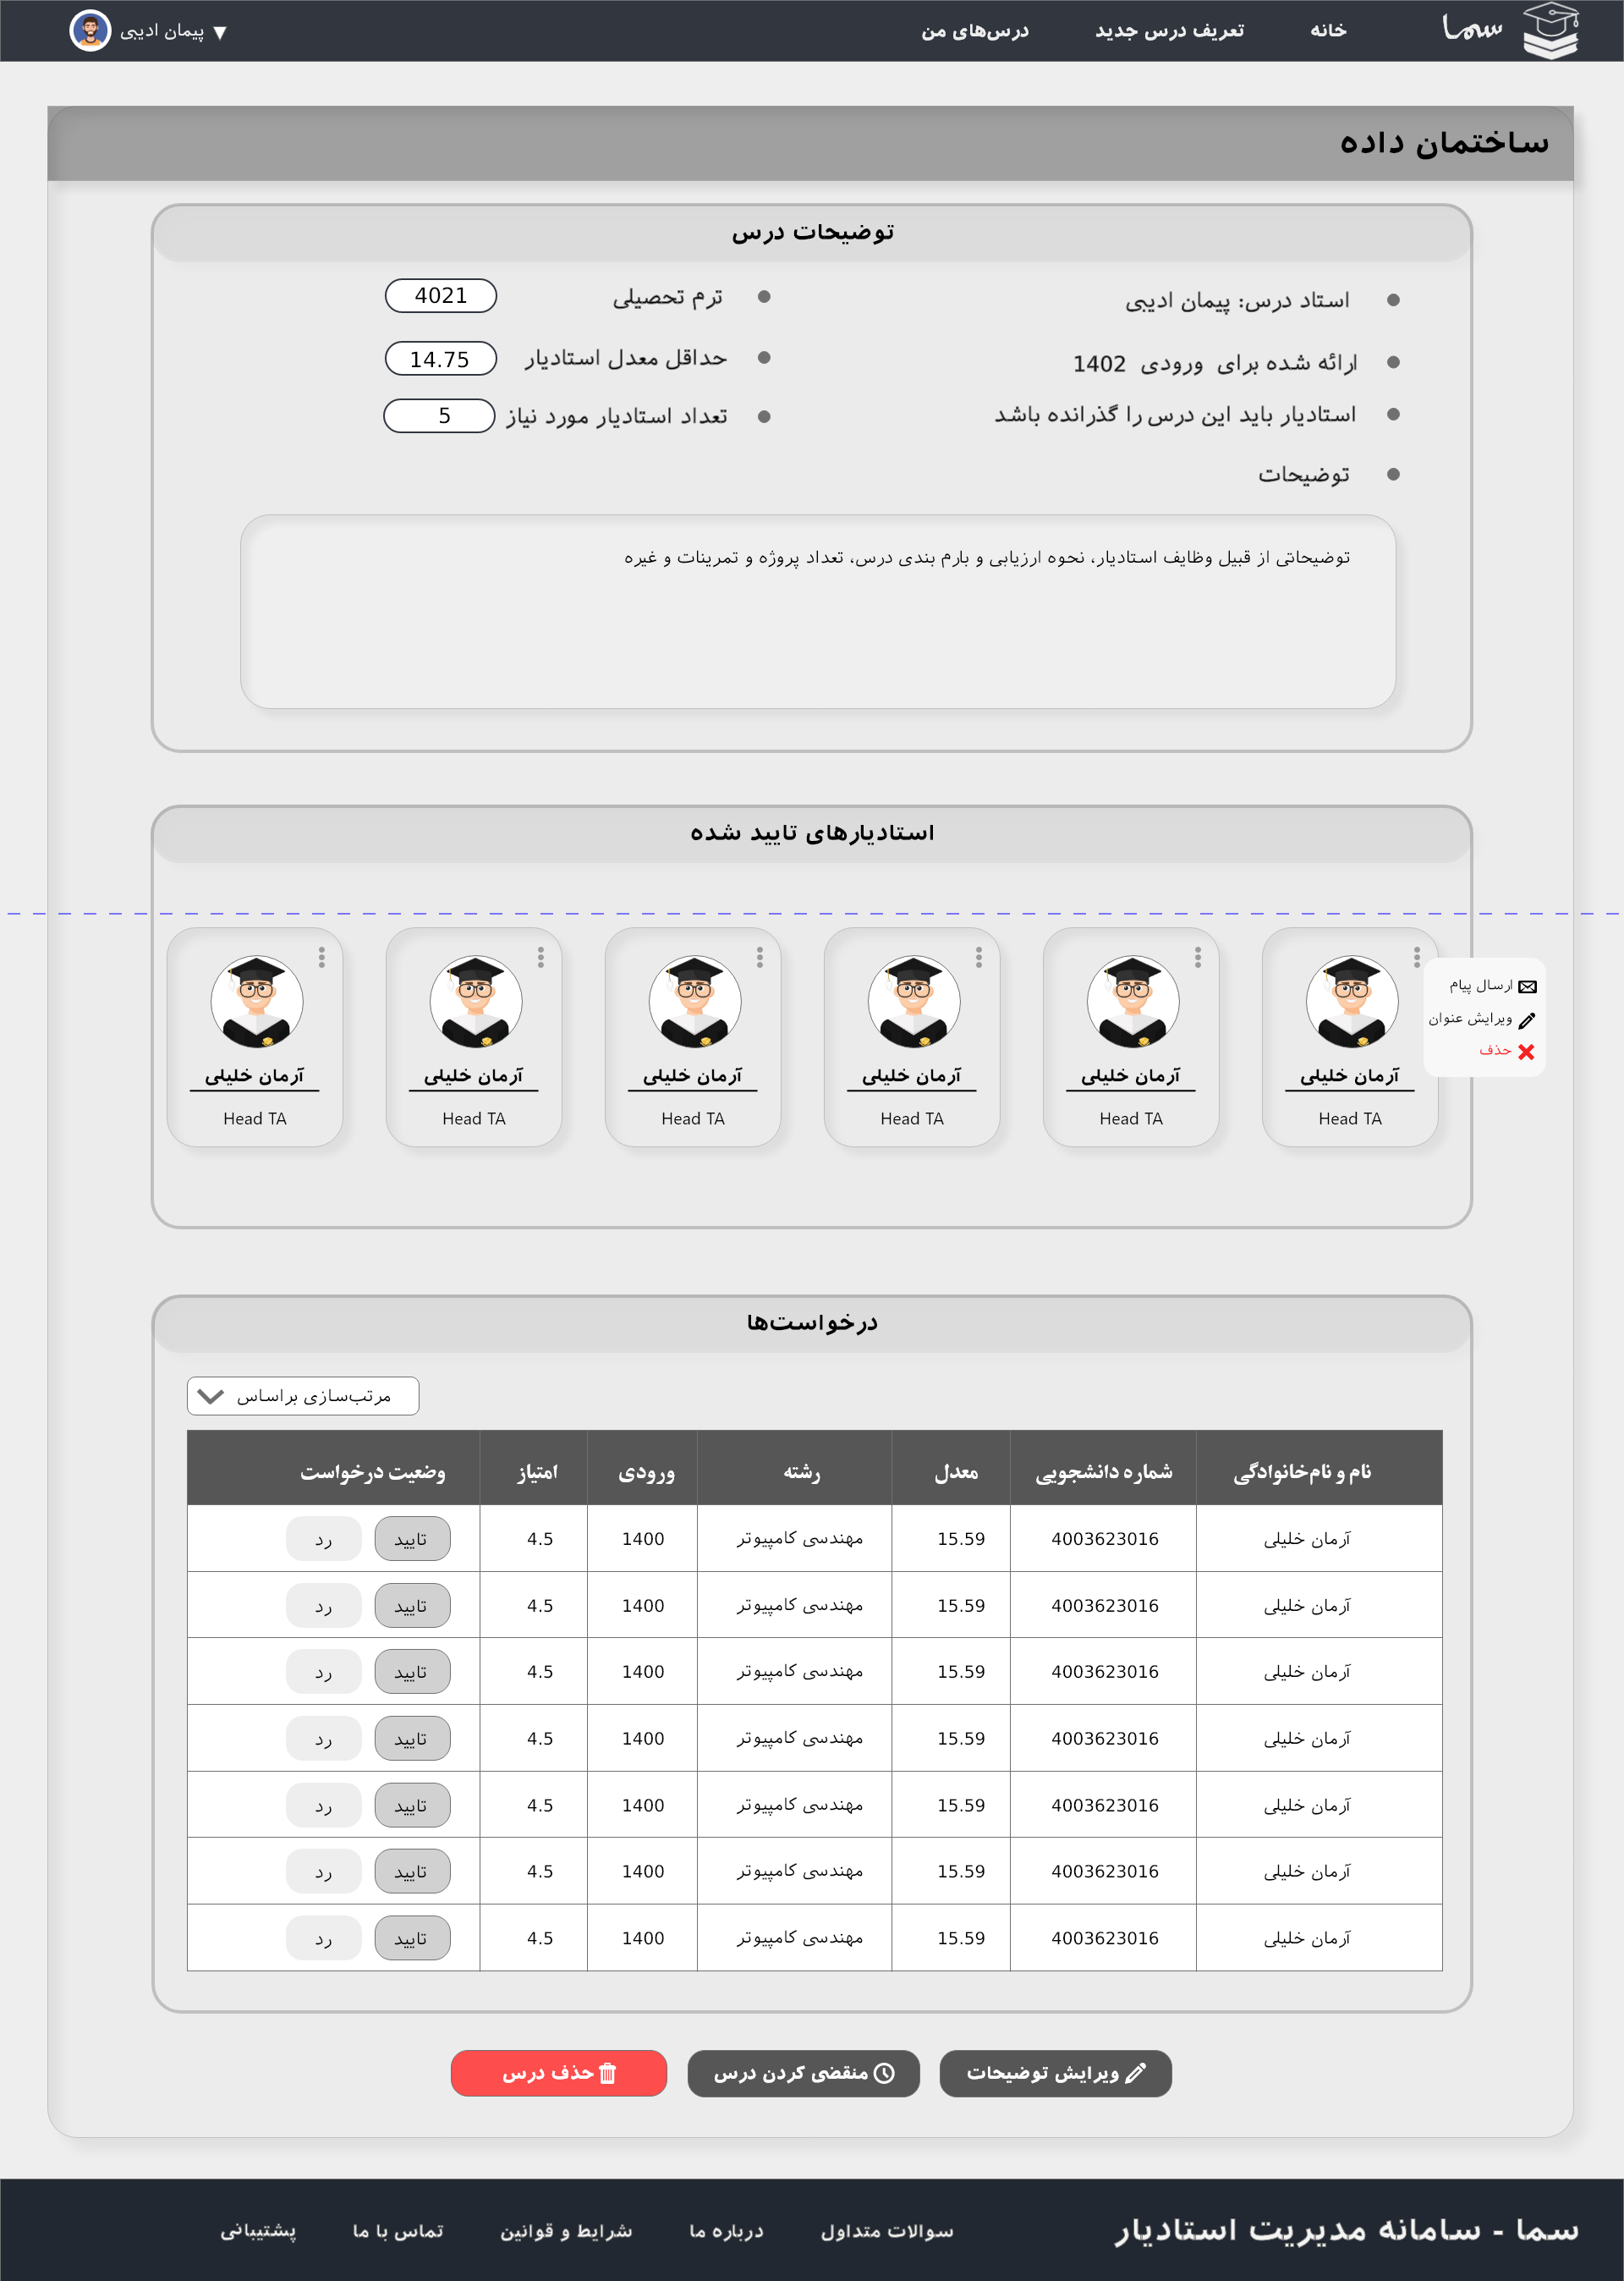 سما
خانه
تعریف درس جدید
درس‌های من
پیمان ادیبی
ساختمان داده
توضیحات درس
استاد درس: پیمان ادیبی
ارائه شده برای ورودی 1402
استادیار باید این درس را گذرانده باشد
توضیحات
ترم تحصیلی 4021
حداقل معدل استادیار 14.75
تعداد استادیار مورد نیاز 5
توضیحاتی از قبیل وظایف استادیار، نحوه ارزیابی و بارم بندی درس، تعداد پروژه و تمرینات و غیره
استادیارهای تایید شده
ارسال پیام
ویرایش عنوان
حذف
آرمان خلیلی
Head TA
آرمان خلیلی
Head TA
آرمان خلیلی
Head TA
آرمان خلیلی
Head TA
آرمان خلیلی
Head TA
آرمان خلیلی
Head TA
درخواست‌ها
مرتب‌سازی براساس
نام و نام‌خانوادگی شماره دانشجویی معدل رشته ورودی امتیاز وضعیت درخواست
آرمان خلیلی 4003623016 15.59 مهندسی کامپیوتر 1400 4.5 تایید رد
آرمان خلیلی 4003623016 15.59 مهندسی کامپیوتر 1400 4.5 تایید رد
آرمان خلیلی 4003623016 15.59 مهندسی کامپیوتر 1400 4.5 تایید رد
آرمان خلیلی 4003623016 15.59 مهندسی کامپیوتر 1400 4.5 تایید رد
آرمان خلیلی 4003623016 15.59 مهندسی کامپیوتر 1400 4.5 تایید رد
آرمان خلیلی 4003623016 15.59 مهندسی کامپیوتر 1400 4.5 تایید رد
آرمان خلیلی 4003623016 15.59 مهندسی کامپیوتر 1400 4.5 تایید رد
ویرایش توضیحات
منقضی کردن درس
حذف درس
سما - سامانه مدیریت استادیار
سوالات متداول
درباره ما
شرایط و قوانین
تماس با ما
پشتیبانی